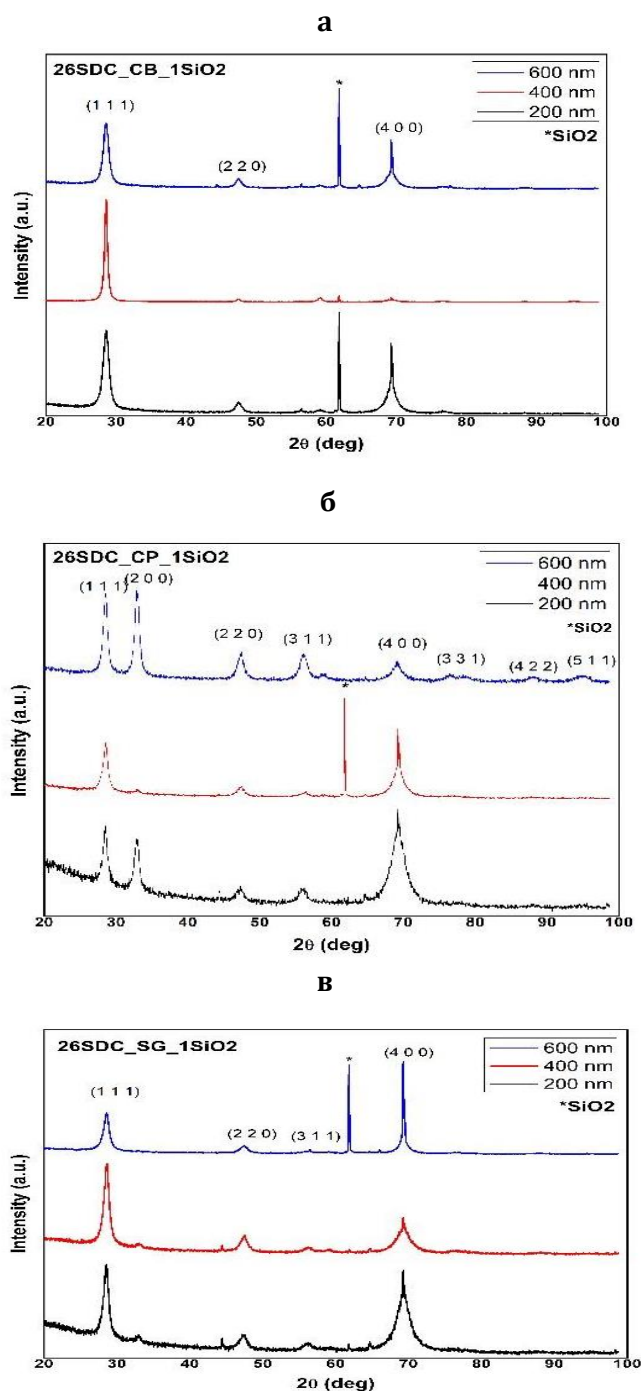 а
26SDC_CB_1SiO2
600 nm
400 nm
200 nm
*SiO2
(1 1 1)
(2 2 0)
*
(4 0 0)
Intensity (a.u.)
20 30 40 50 60 70 80 90 100
2θ (deg)
б
26SDC_CP_1SiO2
600 nm
400 nm
200 nm
*SiO2
(1 1 1)
(2 0 0)
(2 2 0)
(3 1 1)
*
(4 0 0)
(3 3 1)
(4 2 2)
(5 1 1)
Intensity (a.u.)
20 30 40 50 60 70 80 90 100
2θ (deg)
в
26SDC_SG_1SiO2
600 nm
400 nm
200 nm
*SiO2
(1 1 1)
(2 2 0)
(3 1 1)
*
(4 0 0)
Intensity (a.u.)
20 30 40 50 60 70 80 90 100
2θ (deg)